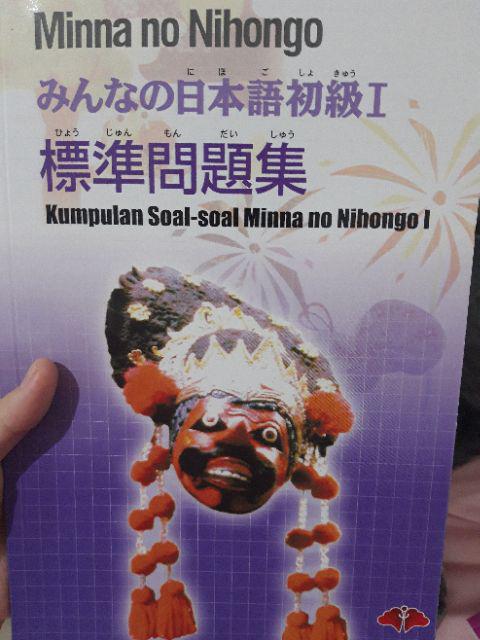 Minna no Nihongo
に ほ ご しょ きゅう
みんなの日本語初級 I
ひょう じゅん もん だい しゅう
標準問題集
Kumpulan Soal-soal Minna no Nihongo I